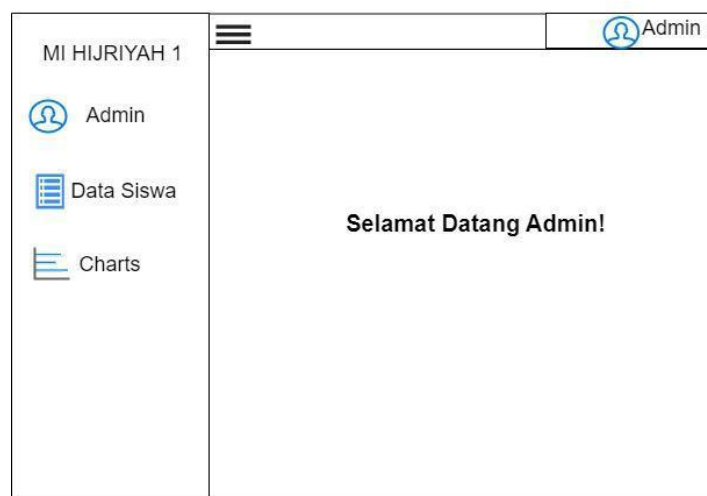 MI HIJRIYAH 1
Admin
Data Siswa
Charts
Admin
Selamat Datang Admin!